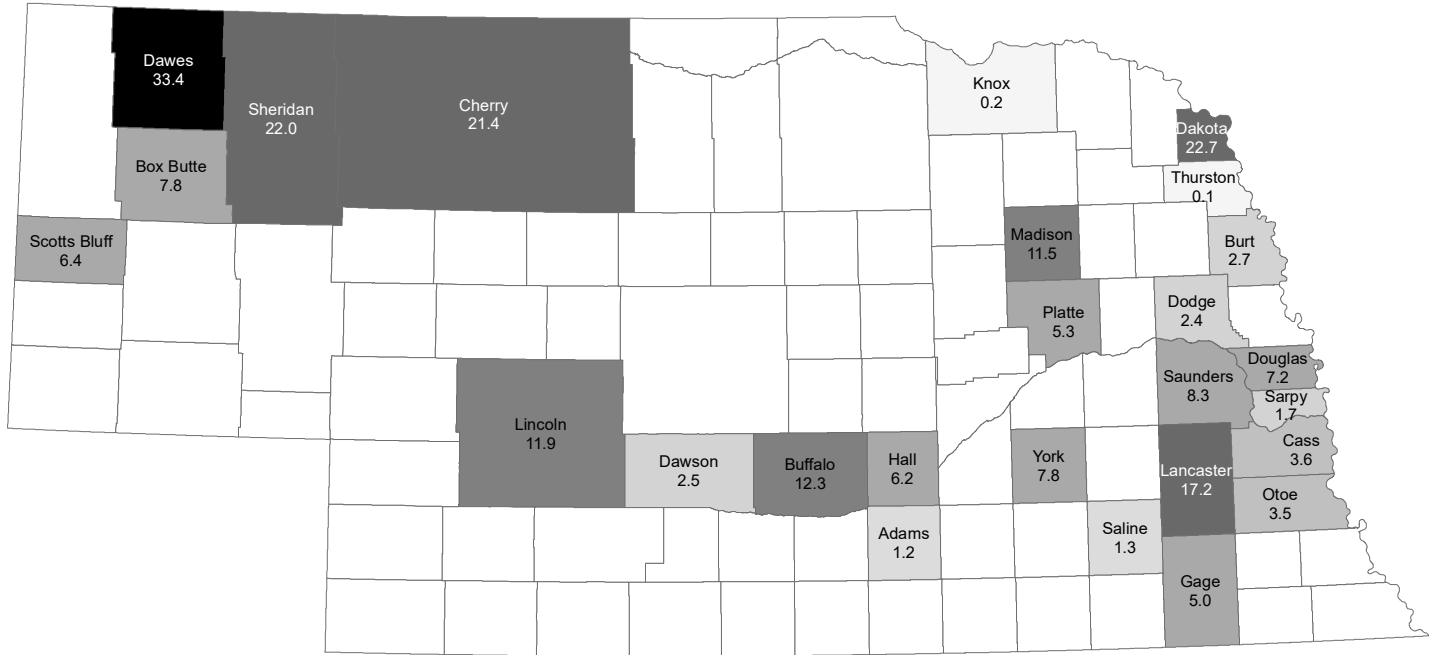 Dawes
33.4
Sheridan
22.0
Cherry
21.4
Knox
0.2
Box Butte
7.8
Dakota
22.7
Thurston
0.1
Scotts Bluff
6.4
Madison
11.5
Burt
2.7
Platte
5.3
Dodge
2.4
Saunders
8.3
Douglas
7.2
Sarpy
1.7
Lincoln
11.9
Dawson
2.5
Buffalo
12.3
Hall
6.2
York
7.8
Lancaster
17.2
Cass
3.6
Otoe
3.5
Adams
1.2
Saline
1.3
Gage
5.0